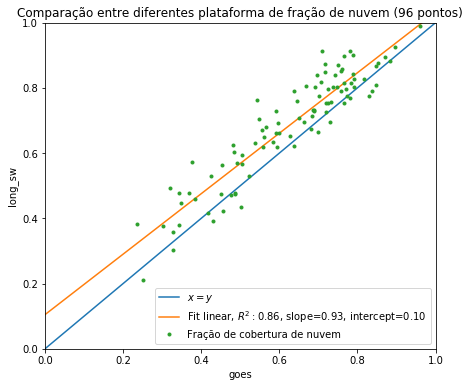 Comparação entre diferentes plataforma de fração de nuvem (96 pontos)
1.0
0.8
0.6
0.4
0.2
0.0
long_sw
x = y
Fit linear, R² : 0.86, slope=0.93, intercept=0.10
Fração de cobertura de nuvem
0.0 0.2 0.4 0.6 0.8 1.0
goes